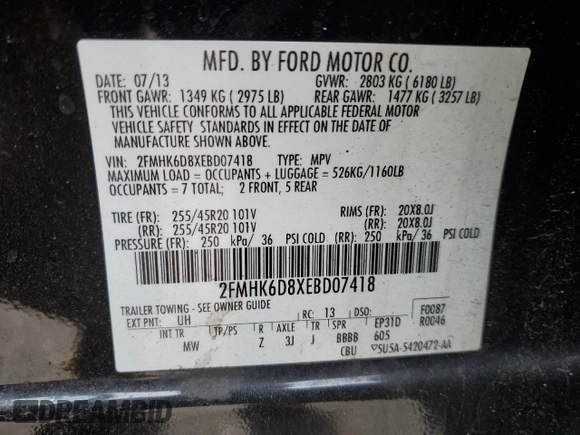 MFD. BY FORD MOTOR CO.
DATE: 07/13 GVWR: 2803 KG ( 6180 LB)
FRONT GAWR: 1349 KG ( 2975 LB) REAR GAWR: 1477 KG ( 3257 LB)
THIS VEHICLE CONFORMS TO ALL APPLICABLE FEDERAL MOTOR
VEHICLE SAFETY STANDARDS IN EFFECT ON THE DATE OF
MANUFACTURE SHOWN ABOVE.
VIN: 2FMHK6D8XEBD07418 TYPE: MPV
MAXIMUM LOAD = OCCUPANTS + LUGGAGE = 526KG/1160LB
OCCUPANTS = 7 TOTAL; 2 FRONT, 5 REAR
TIRE (FR): 255/45R20 101V RIMS (FR): 20X8.0J
(RR): 255/45R20 101V (RR): 20X8.0J
PRESSURE (FR): 250 kPa/ 36 PSI COLD (RR): 250 kPa/ 36 PSI COLD
2FMHK6D8XEBD07418
TRAILER TOWING - SEE OWNER GUIDE
EXT PNT: UH RC: 13 DSO: F0087
INT TR TP/PS R AXLE TR SPR EP31D R0046
MW Z 3J J BBBB 605
CBU 5U5A-5420472-AA
DREAMBID